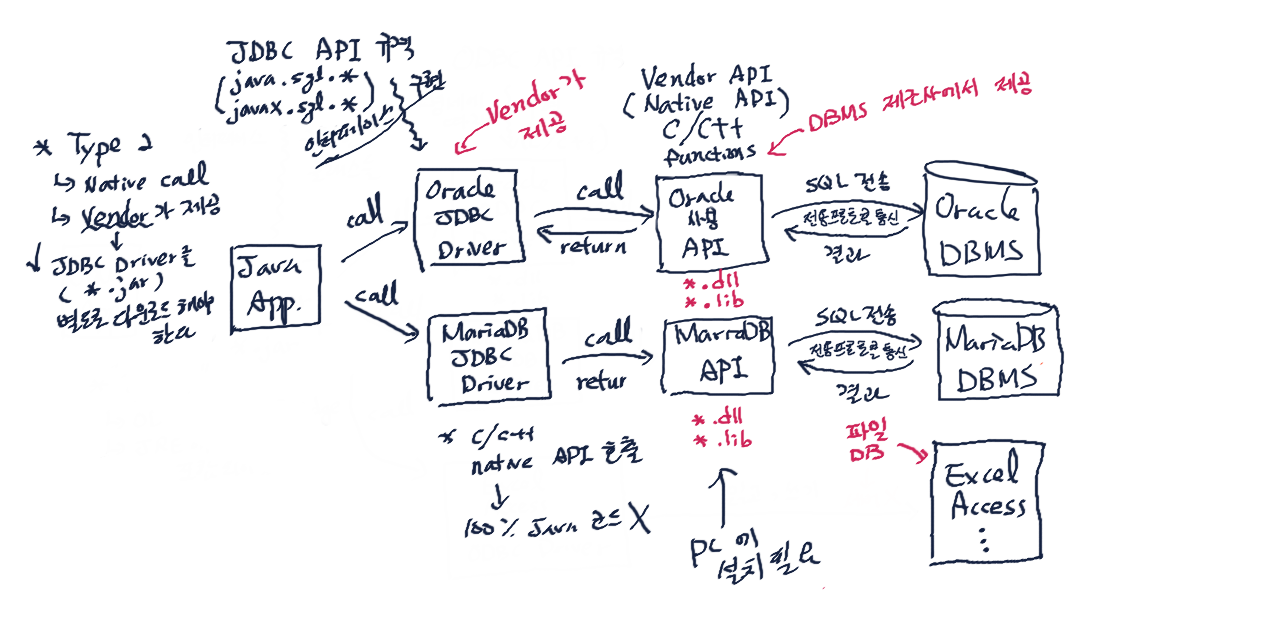 JDBC API 규격
(java.sql.*
javax.sql.*)
인터페이스
구현
Vendor가
제공
Vendor API
(Native API)
C/C++
functions
DBMS 제조사에서 제공
* Type 2
↳ Native call
↳ Vender가 제공
JDBC Driver를
(*.jar)
별도로 다운로드 해야
한다
Java
App.
call
call
Oracle
JDBC
Driver
call
return
Oracle
사용
API
*.dll
*.lib
SQL 전송
전송프로토콜 통신
결과
Oracle
DBMS
MariaDB
JDBC
Driver
call
retur
MariaDB
API
*.dll
*.lib
SQL 전송
전송프로토콜 통신
결과
MariaDB
DBMS
* C/C++
native API 호출
↓
100% Java 코드 X
PC에
설치 필요
파일
DB
Excel
Access
⋮